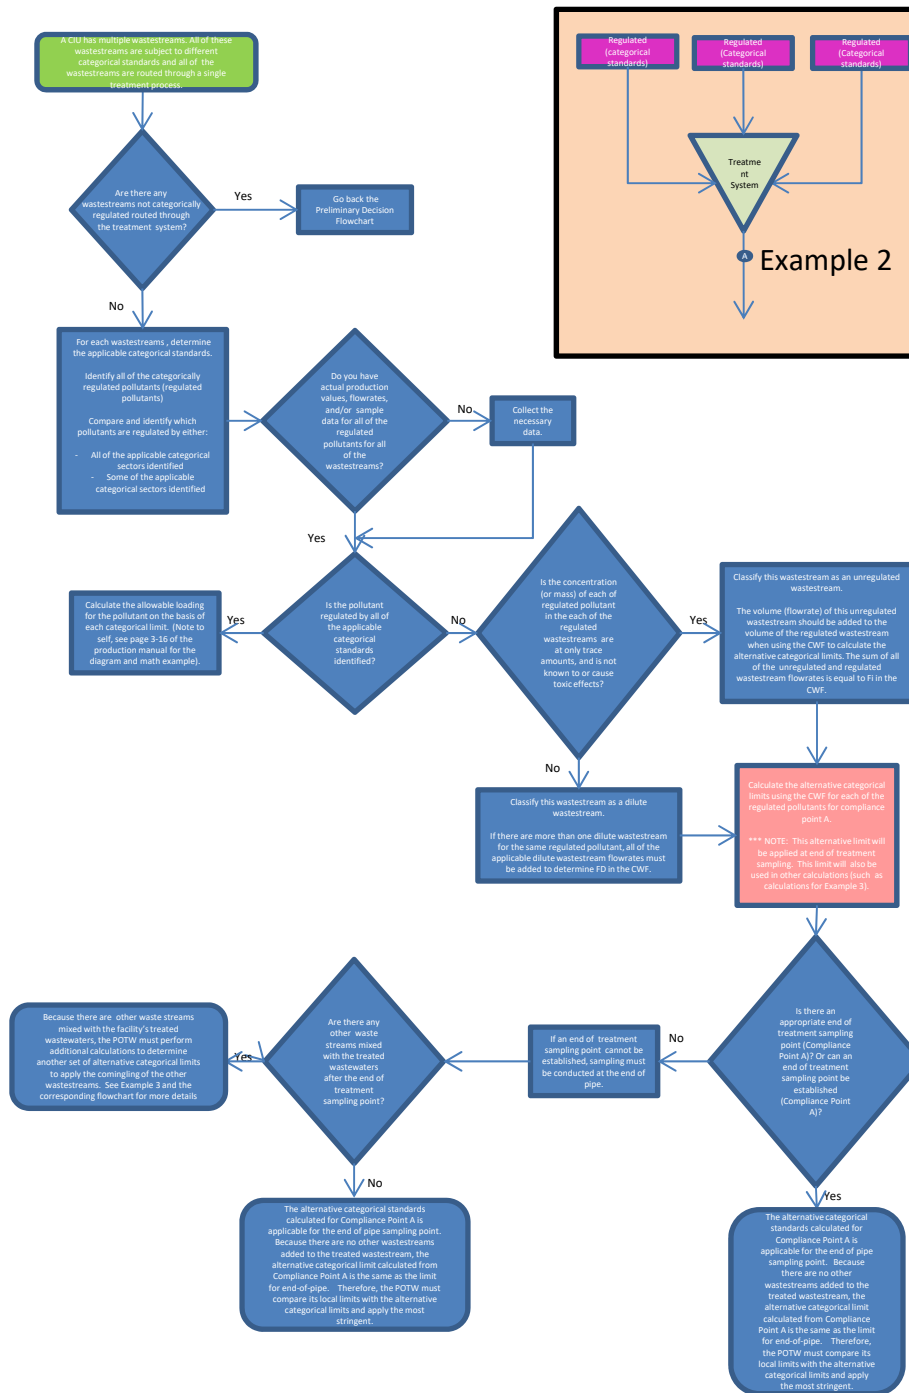 A CIU has multiple wastestreams. All of these
wastestreams are subject to different
categorical standards and all of the
wastestreams are routed through a single
treatment process.
Regulated
(categorical
standards)
Regulated
(Categorical
standards)
Regulated
(Categorical
standards)
Treatme
nt
System
A
Example 2
Are there any
wastestreams not categorically
regulated routed through
the treatment system?
Yes
Go back the
Preliminary Decision
Flowchart
No
For each wastestreams , determine
the applicable categorical standards.
Identify all of the categorically
regulated pollutants (regulated
pollutants)
Compare and identify which
pollutants are regulated by either:
- All of the applicable categorical
sectors identified
- Some of the applicable
categorical sectors identified
Do you have
actual production
values, flowrates,
and/or sample
data for all of the
regulated
pollutants for all
of the
wastestreams?
No
Collect the
necessary
data.
Yes
Is the pollutant
regulated by all of
the applicable
categorical
standards
identified?
Yes
Calculate the allowable loading
for the pollutant on the basis of
each categorical limit. (Note to
self, see page 3-16 of the
production manual for the
diagram and math example).
No
Is the concentration
(or mass) of each of
regulated pollutant
in the each of the
regulated
wastestreams are
at only trace
amounts, and is not
known to or cause
toxic effects?
Yes
Classify this wastestream as an unregulated
wastestream.
The volume (flowrate) of this unregulated
wastestream should be added to the
volume of the regulated wastestream
when using the CWF to calculate the
alternative categorical limits. The sum of all
of the unregulated and regulated
wastestream flowrates is equal to Fi in the
CWF.
No
Classify this wastestream as a dilute
wastestream.
If there are more than one dilute wastestream
for the same regulated pollutant, all of the
applicable dilute wastestream flowrates must
be added to determine FD in the CWF.
Calculate the alternative categorical
limits using the CWF for each of the
regulated pollutants for compliance
point A.
*** NOTE: This alternative limit will
be applied at end of treatment
sampling. This limit will also be
used in other calculations (such as
calculations for Example 3).
Is there an
appropriate end of
treatment sampling
point (Compliance
Point A)? Or can an
end of treatment
sampling point be
established
(Compliance Point
A)?
No
If an end of treatment
sampling point cannot be
established, sampling must
be conducted at the end of
pipe.
Are there any
other waste
streams mixed
with the treated
wastewaters
after the end of
treatment
sampling point?
Yes
Because there are other waste streams
mixed with the facility's treated
wastewaters, the POTW must perform
additional calculations to determine
another set of alternative categorical limits
to apply the comingling of the other
wastestreams. See Example 3 and the
corresponding flowchart for more details
No
The alternative categorical standards
calculated for Compliance Point A is
applicable for the end of pipe sampling point.
Because there are no other wastestreams
added to the treated wastestream, the
alternative categorical limit calculated from
Compliance Point A is the same as the limit
for end-of-pipe. Therefore, the POTW must
compare its local limits with the alternative
categorical limits and apply the most
stringent.
Yes
The alternative categorical
standards calculated for
Compliance Point A is
applicable for the end of pipe
sampling point. Because
there are no other
wastestreams added to the
treated wastestream, the
alternative categorical limit
calculated from Compliance
Point A is the same as the limit
for end-of-pipe. Therefore,
the POTW must compare its
local limits with the alternative
categorical limits and apply
the most stringent.